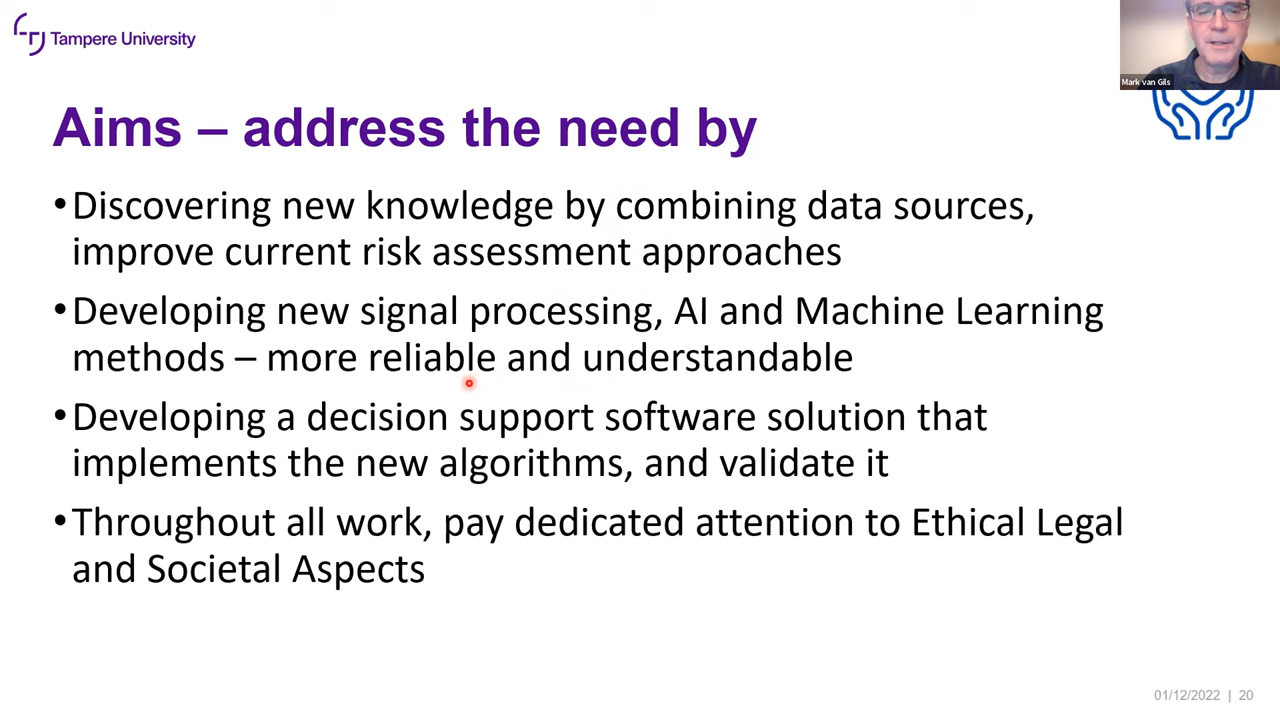 Tampere University
Mark van Gils
Aims – address the need by
•Discovering new knowledge by combining data sources,
improve current risk assessment approaches
•Developing new signal processing, AI and Machine Learning
methods – more reliable and understandable
•Developing a decision support software solution that
implements the new algorithms, and validate it
•Throughout all work, pay dedicated attention to Ethical Legal
and Societal Aspects
01/12/2022 | 20